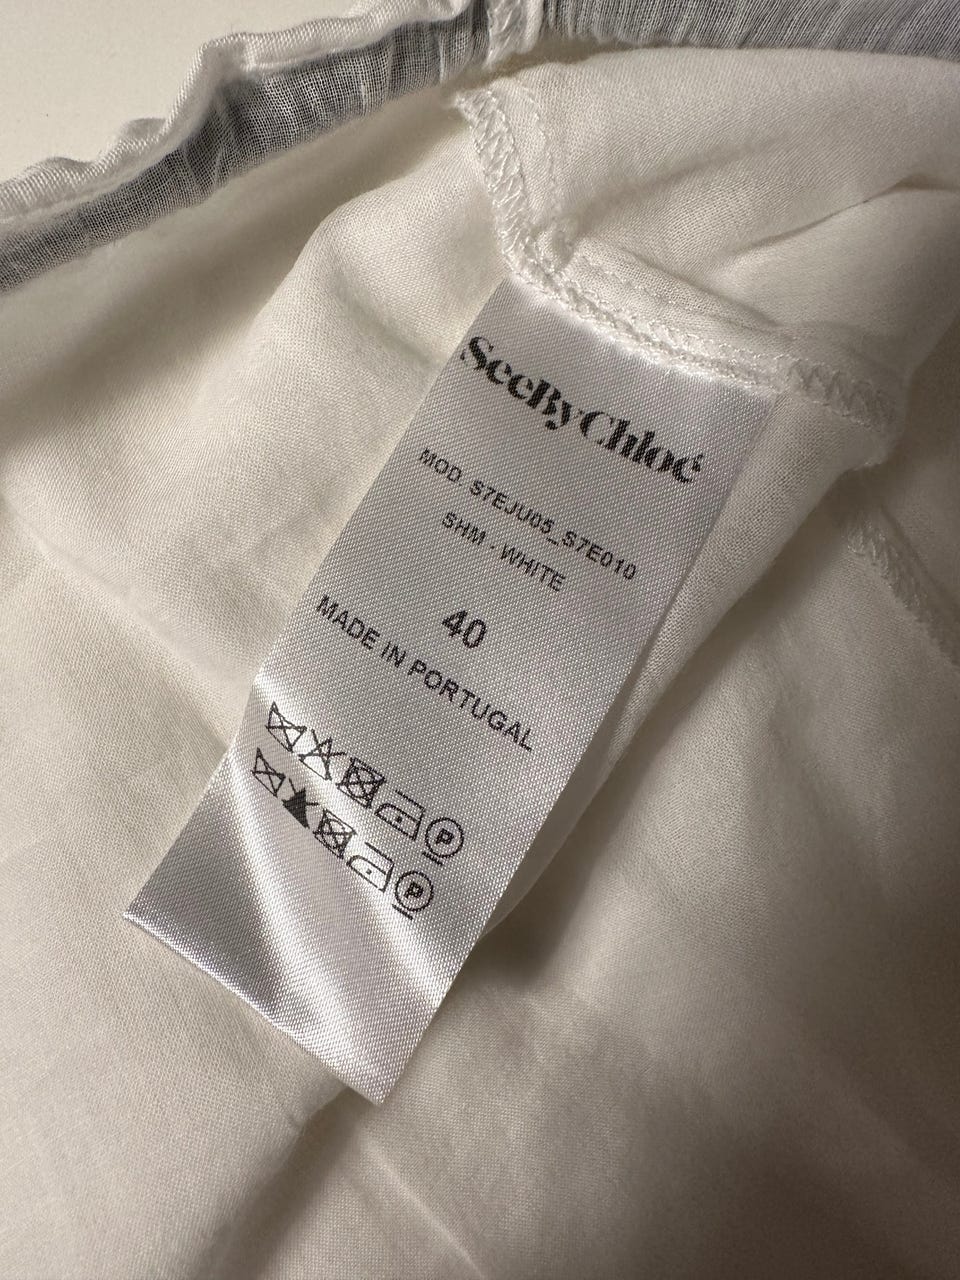 SeeByChloé
MOD S7EJU05_S7E010
SHM - WHITE
40
MADE IN PORTUGAL
P
P